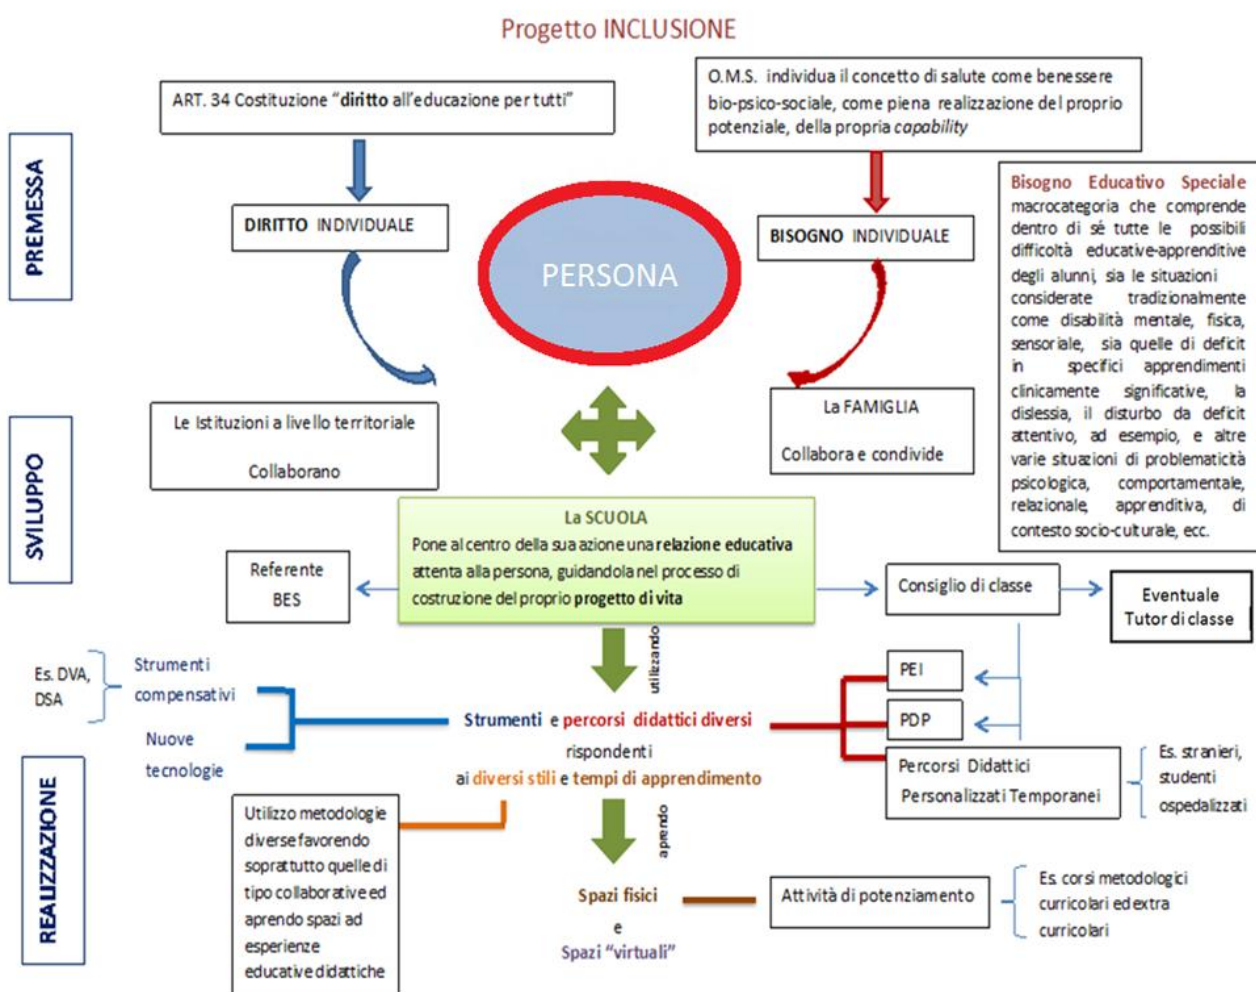 Progetto INCLUSIONE
ART. 34 Costituzione “diritto all’educazione per tutti”
O.M.S. individua il concetto di salute come benessere
bio-psico-sociale, come piena realizzazione del proprio
potenziale, della propria capability
PREMESSA
DIRITTO INDIVIDUALE
PERSONA
BISOGNO INDIVIDUALE
Bisogno Educativo Speciale
macrocategoria che comprende
dentro di sé tutte le possibili
difficoltà educative-apprenditive
degli alunni, sia le situazioni
considerate tradizionalmente
come disabilità mentale, fisica,
sensoriale, sia quelle di deficit
in specifici apprendimenti
clinicamente significative, la
dislessia, il disturbo da deficit
attentivo, ad esempio, e altre
varie situazioni di problematicità
psicologica, comportamentale,
relazionale, apprenditiva, di
contesto socio-culturale, ecc.
SVILUPPO
Le Istituzioni a livello territoriale
Collaborano
La FAMIGLIA
Collabora e condivide
La SCUOLA
Pone al centro della sua azione una relazione educativa
attenta alla persona, guidandola nel processo di
costruzione del proprio progetto di vita
Referente
BES
Consiglio di classe
Eventuale
Tutor di classe
utilizzando
REALIZZAZIONE
Es. DVA,
DSA
Strumenti
compensativi
Nuove
tecnologie
Strumenti e percorsi didattici diversi
rispondenti
ai diversi stili e tempi di apprendimento
PEI
PDP
Percorsi Didattici
Personalizzati Temporanei
Es. stranieri,
studenti
ospedalizzati
Utilizzo metodologie
diverse favorendo
soprattutto quelle di
tipo collaborative ed
aprendo spazi ad
esperienze
educative didattiche
aprendo
Spazi fisici
e
Spazi “virtuali”
Attività di potenziamento
Es. corsi metodologici
curricolari ed extra
curricolari